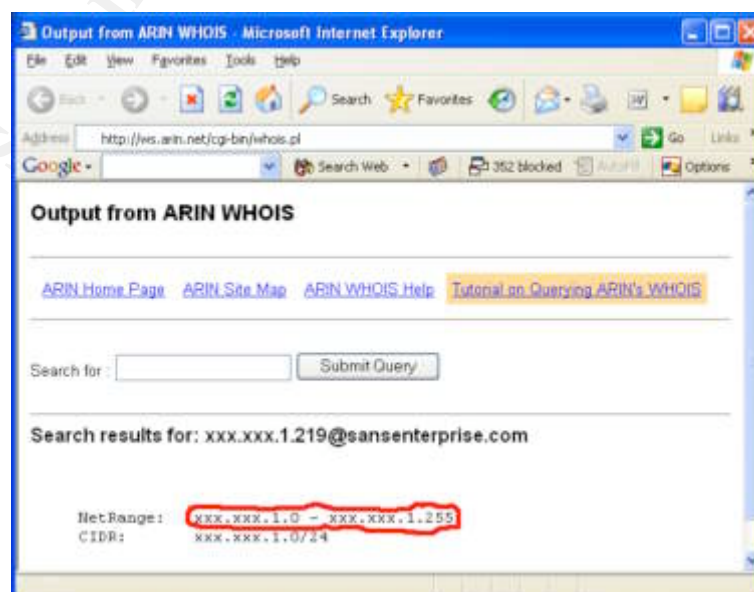 Output from ARIN WHOIS - Microsoft Internet Explorer
File Edit View Favorites Tools Help
Back Search Favorites
Address http://ws.arin.net/cgi-bin/whois.pl Go Links
Google Search Web 352 blocked AutoFill Options
Output from ARIN WHOIS
ARIN Home Page ARIN Site Map ARIN WHOIS Help Tutorial on Querying ARIN's WHOIS
Search for : Submit Query
Search results for: xxx.xxx.1.219@sansenterprise.com
NetRange: xxx.xxx.1.0 - xxx.xxx.1.255
CIDR: xxx.xxx.1.0/24